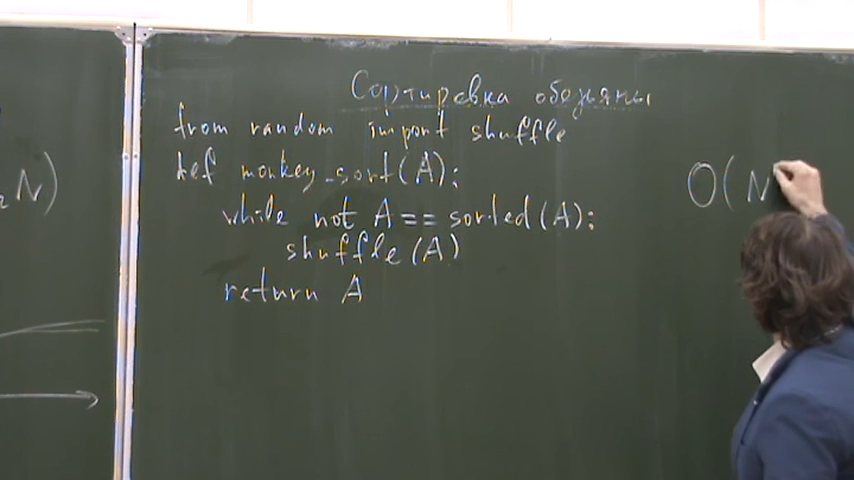 Сортировка обезьяны
from random import shuffle
def monkey_sort(A):
while not A == sorted(A):
shuffle(A)
return A
O(N
N)